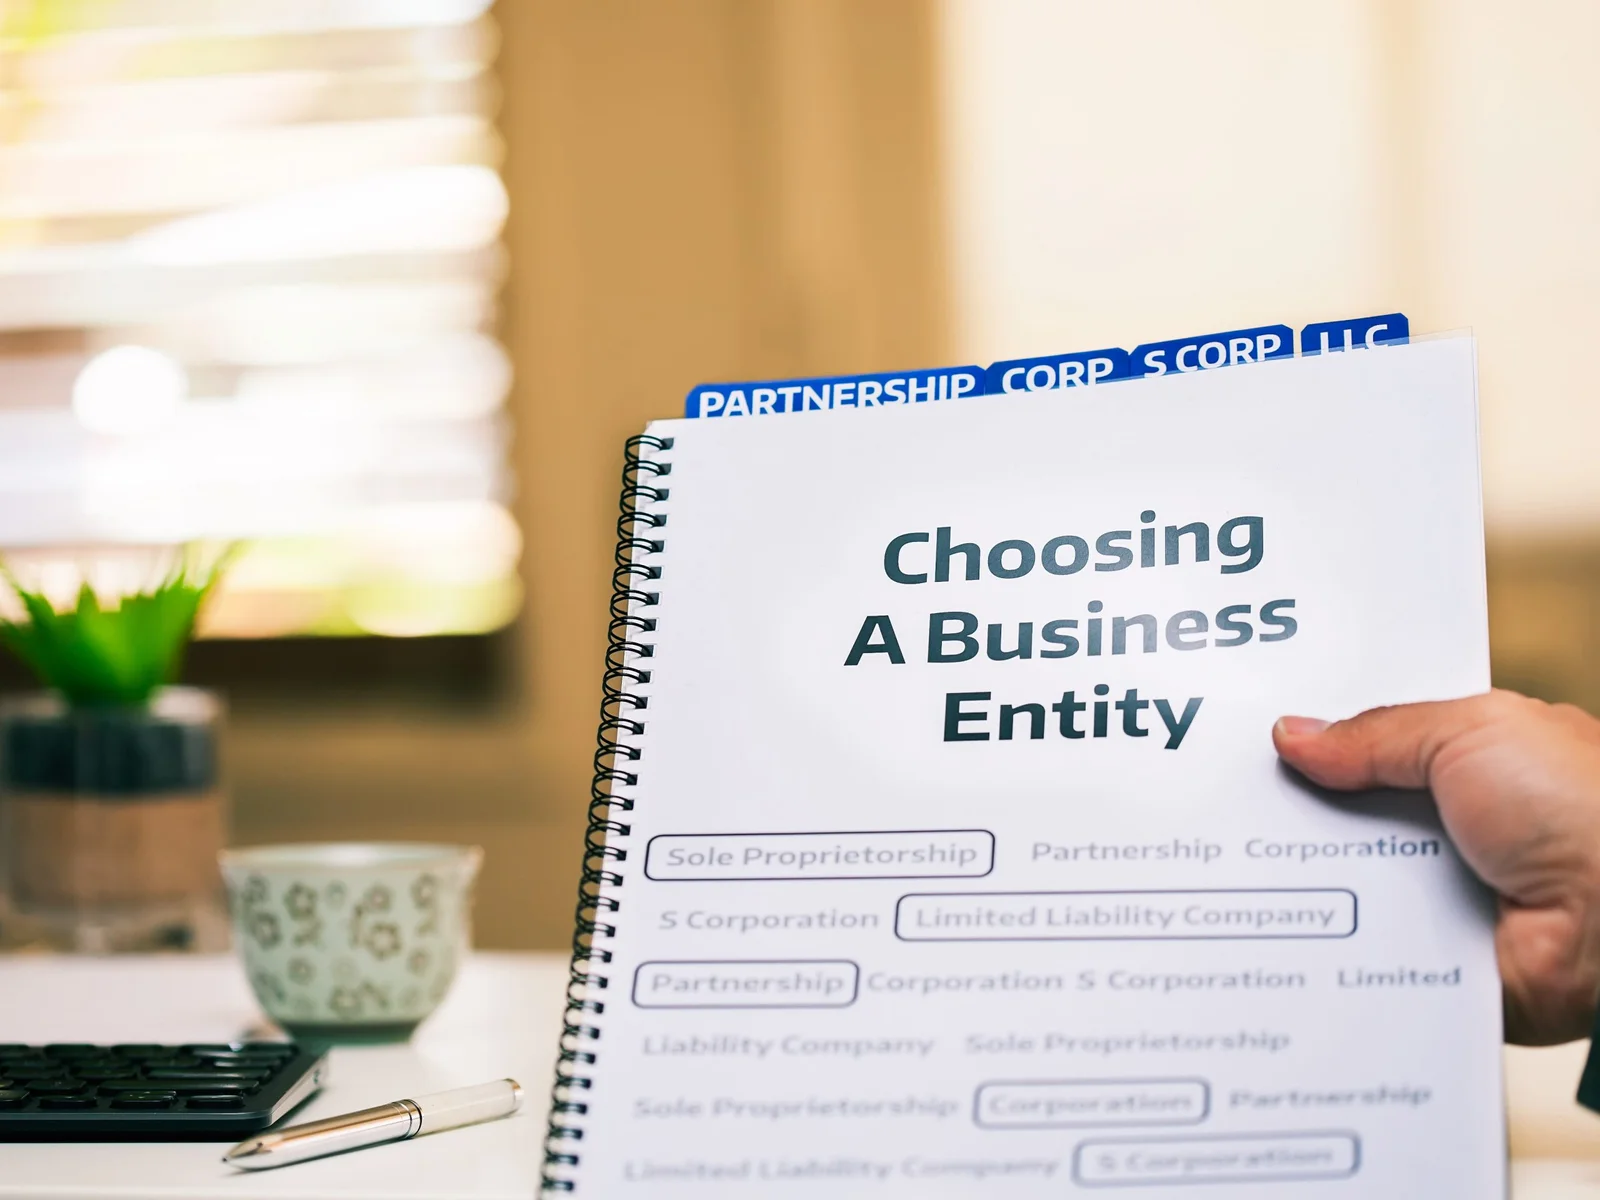 PARTNERSHIP CORP S CORP LLC
Choosing
A Business
Entity
Sole Proprietorship Partnership Corporation
S Corporation Limited Liability Company
Partnership Corporation S Corporation Limited
Liability Company Sole Proprietorship
Sole Proprietorship Corporation Partnership
Limited Liability Company S Corporation